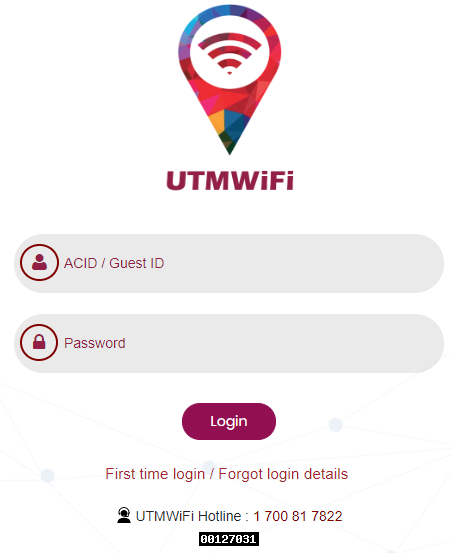 UTMWiFi
ACID / Guest ID
Password
Login
First time login / Forgot login details
UTMWiFi Hotline : 1 700 81 7822
00127031